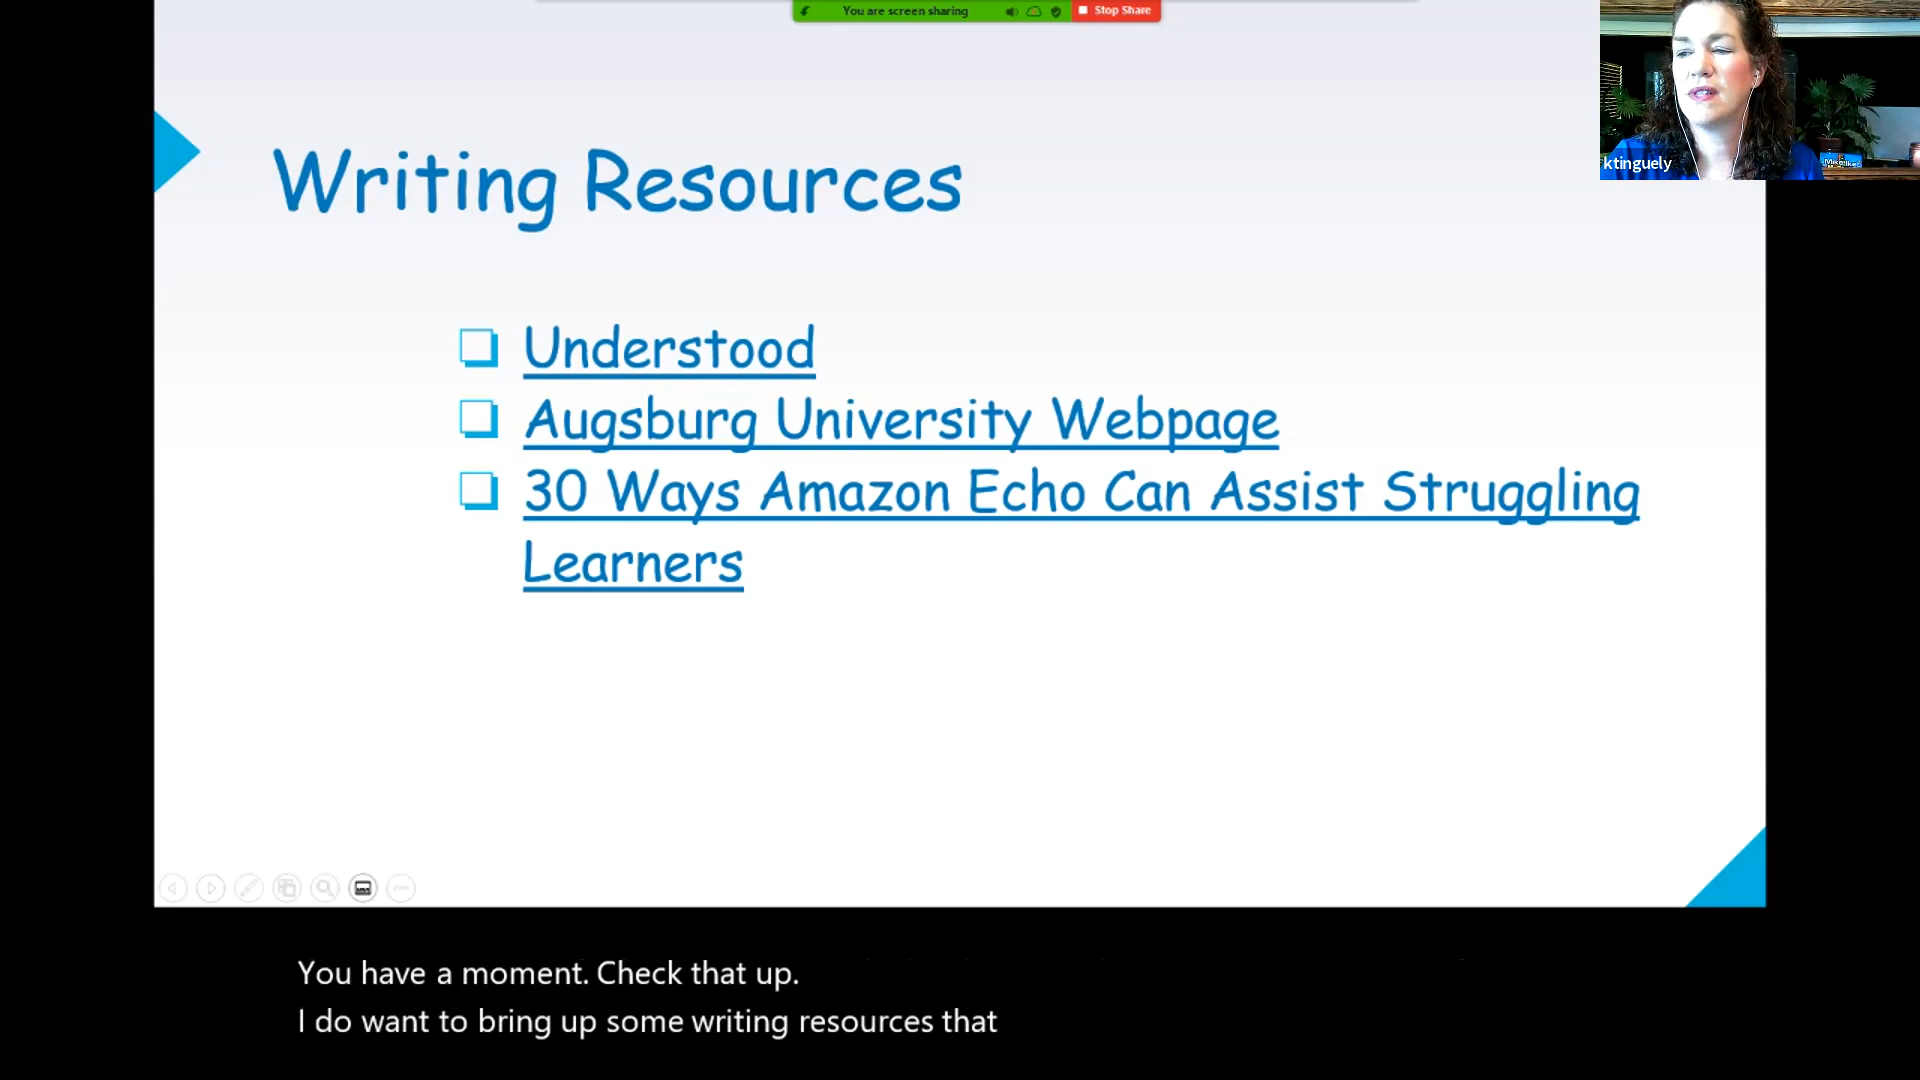 You are screen sharing
Stop Share
ktinguely
Writing Resources
Understood
Augsburg University Webpage
30 Ways Amazon Echo Can Assist Struggling
Learners
You have a moment. Check that up.
I do want to bring up some writing resources that